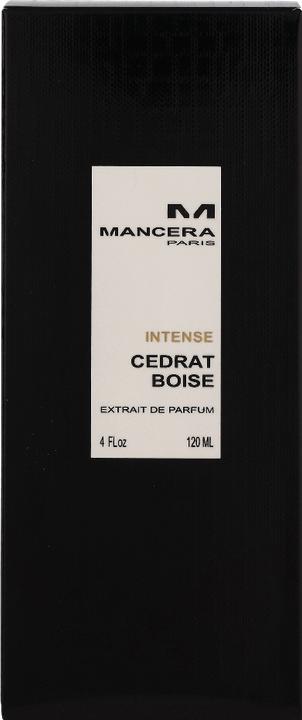 M
MANCERA
PARIS
INTENSE
CEDRAT
BOISE
EXTRAIT DE PARFUM
4 FLoz 120 ML